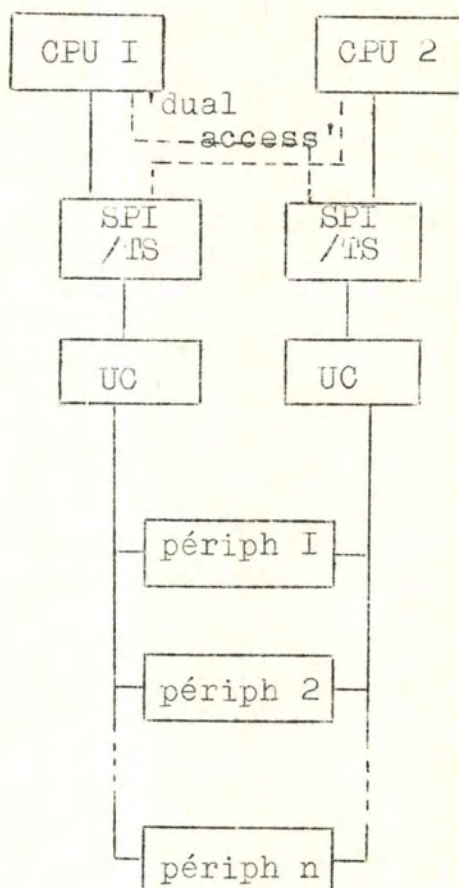 CPU I
CPU 2
'dual
access'
SPI
/TS
SPI
/TS
UC
UC
périph I
périph 2
périph n